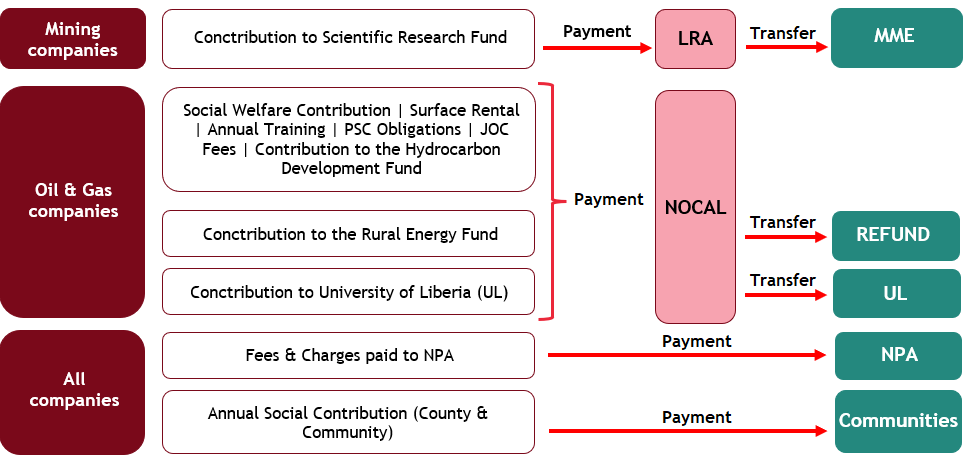 Mining
companies
Conctribution to Scientific Research Fund
Payment
LRA
Transfer
MME
Oil & Gas
companies
Social Welfare Contribution | Surface Rental
| Annual Training | PSC Obligations | JOC
Fees | Contribution to the Hydrocarbon
Development Fund
Conctribution to the Rural Energy Fund
Conctribution to University of Liberia (UL)
Payment
NOCAL
Transfer
REFUND
Transfer
UL
All
companies
Fees & Charges paid to NPA
Payment
NPA
Annual Social Contribution (County &
Community)
Payment
Communities